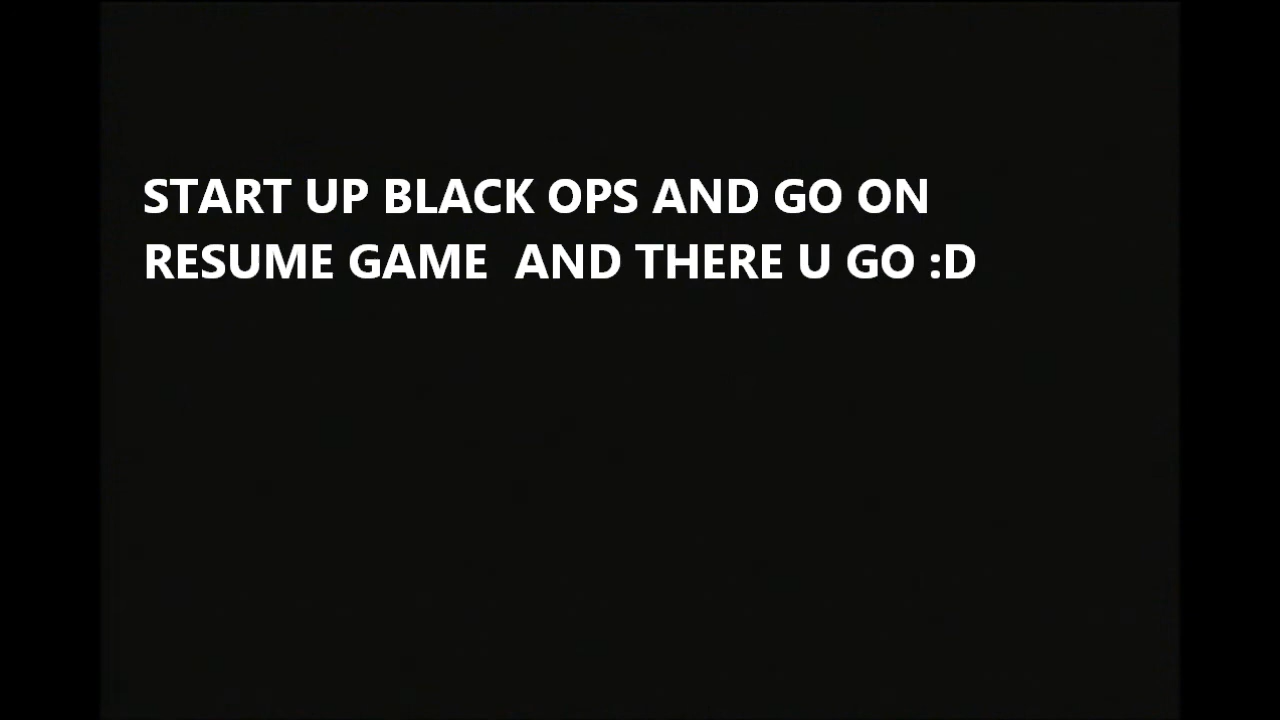 START UP BLACK OPS AND GO ON
RESUME GAME  AND THERE U GO :D